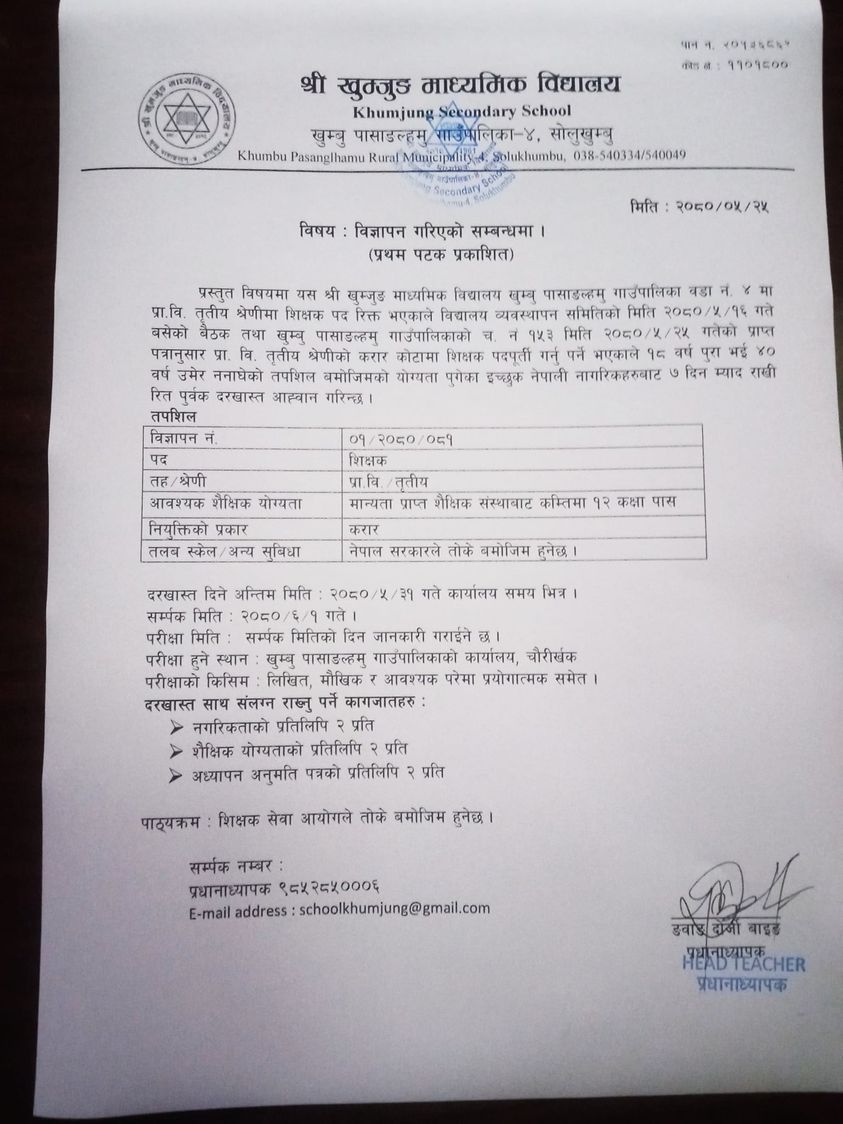 पान नं. २०१३६८६१
कोड नं : ११०१८००
श्री खुम्जुङ माध्यमिक विद्यालय
Khumjung Secondary School
खुम्बु पासाङल्हमु गाउँपालिका-४, सोलुखुम्बु
Khumbu Pasanglhamu Rural Municipality-4, Solukhumbu, 038-540334/540049
मिति : २०८०/०५/२५
विषय : विज्ञापन गरिएको सम्बन्धमा ।
(प्रथम पटक प्रकाशित)
प्रस्तुत विषयमा यस श्री खुम्जुङ माध्यमिक विद्यालय खुम्बु पासाङल्हमु गाउँपालिका वडा नं. ४ मा
प्रा.वि. तृतीय श्रेणीमा शिक्षक पद रिक्त भएकाले विद्यालय व्यवस्थापन समितिको मिति २०८०/५/१६ गते
बसेको बैठक तथा खुम्बु पासाङल्हमु गाउँपालिकाको च. नं १५३ मिति २०८०/५/२५ गतेको प्राप्त
पत्रानुसार प्रा. वि. तृतीय श्रेणीको करार कोटामा शिक्षक पदपूर्ती गर्नु पर्ने भएकाले १८ वर्ष पुरा भई ४०
वर्ष उमेर ननाघेको तपशिल बमोजिमको योग्यता पुगेका इच्छुक नेपाली नागरिकहरुबाट ७ दिन म्याद राखी
रित पुर्वक दरखास्त आह्वान गरिन्छ ।
तपशिल
विज्ञापन नं. ०१/२०८०/०८१
पद शिक्षक
तह/श्रेणी प्रा.वि./तृतीय
आवश्यक शैक्षिक योग्यता मान्यता प्राप्त शैक्षिक संस्थाबाट कम्तिमा १२ कक्षा पास
नियुक्तिको प्रकार करार
तलब स्केल/अन्य सुबिधा नेपाल सरकारले तोके बमोजिम हुनेछ ।
दरखास्त दिने अन्तिम मिति : २०८०/५/३१ गते कार्यालय समय भित्र ।
सर्म्पक मिति : २०८०/६/१ गते ।
परीक्षा मिति : सर्म्पक मितिको दिन जानकारी गराईने छ ।
परीक्षा हुने स्थान : खुम्बु पासाङल्हमु गाउँपालिकाको कार्यालय, चौरीखर्क
परीक्षाको किसिम : लिखित, मौखिक र आवश्यक परेमा प्रयोगात्मक समेत ।
दरखास्त साथ संलग्न राख्नु पर्ने कागजातहरु :
➤ नगरिकताको प्रतिलिपि २ प्रति
➤ शैक्षिक योग्यताको प्रतिलिपि २ प्रति
➤ अध्यापन अनुमति पत्रको प्रतिलिपि २ प्रति
पाठ्यक्रम : शिक्षक सेवा आयोगले तोके बमोजिम हुनेछ ।
सर्म्पक नम्बर :
प्रधानाध्यापक ९८५२८५०००६
E-mail address : schoolkhumjung@gmail.com
ङवाङ दोर्जी बाइङ
प्रधानाध्यापक
HEAD TEACHER
प्रधानाध्यापक